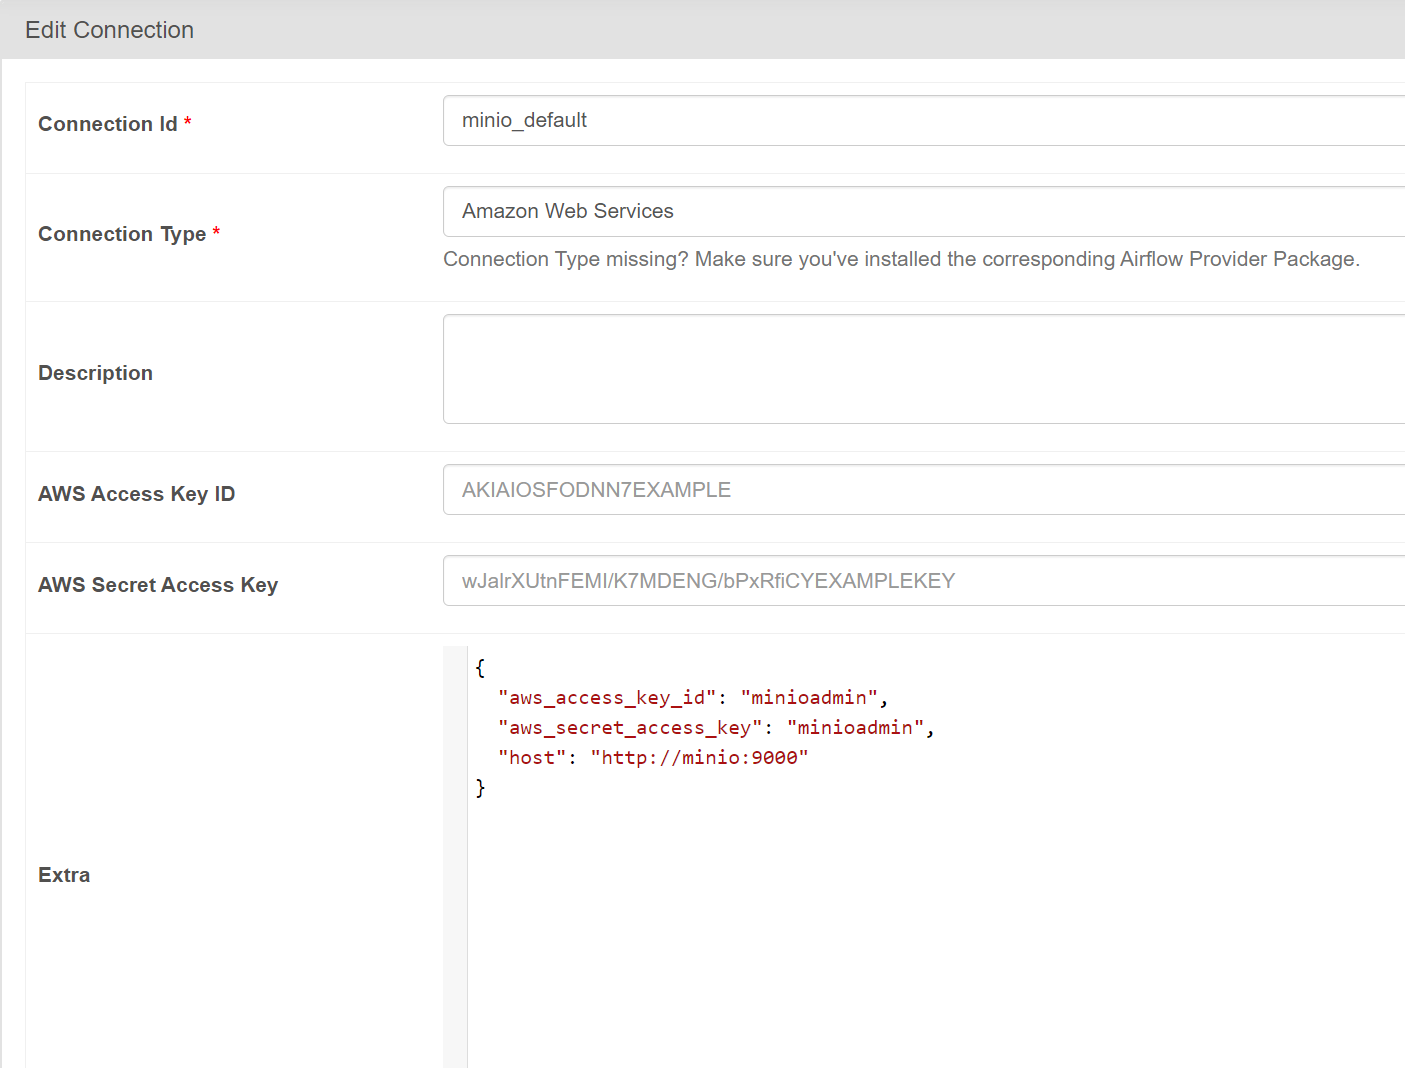 Edit Connection
Connection Id *
minio_default
Connection Type *
Amazon Web Services
Connection Type missing? Make sure you've installed the corresponding Airflow Provider Package.
Description
AWS Access Key ID
AKIAIOSFODNN7EXAMPLE
AWS Secret Access Key
wJalrXUtnFEMI/K7MDENG/bPxRfiCYEXAMPLEKEY
Extra
{
  "aws_access_key_id": "minioadmin",
  "aws_secret_access_key": "minioadmin",
  "host": "http://minio:9000"
}